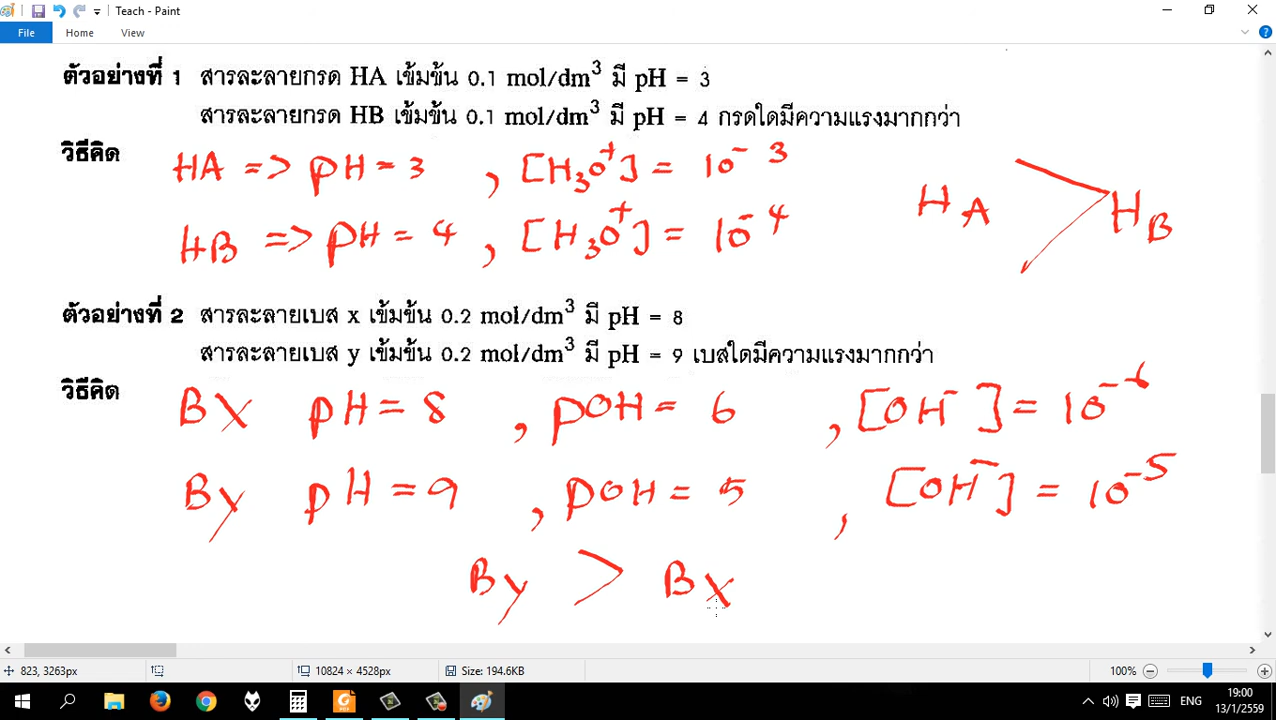 Teach - Paint
File Home View
ตัวอย่างที่ 1 สารละลายกรด HA เข้มข้น 0.1 mol/dm³ มี pH = 3
สารละลายกรด HB เข้มข้น 0.1 mol/dm³ มี pH = 4 กรดใดมีความแรงมากกว่า
วิธีคิด
HA => pH = 3 , [H₃O⁺] = 10⁻³
HB => pH = 4 , [H₃O⁺] = 10⁻⁴
HA > HB
ตัวอย่างที่ 2 สารละลายเบส x เข้มข้น 0.2 mol/dm³ มี pH = 8
สารละลายเบส y เข้มข้น 0.2 mol/dm³ มี pH = 9 เบสใดมีความแรงมากกว่า
วิธีคิด
BX pH = 8 , pOH = 6 , [OH⁻] = 10⁻⁶
By pH = 9 , pOH = 5 , [OH⁻] = 10⁻⁵
By > BX
823, 3263px 10824 × 4528px Size: 194.6KB 100%
ENG 19:00
13/1/2559